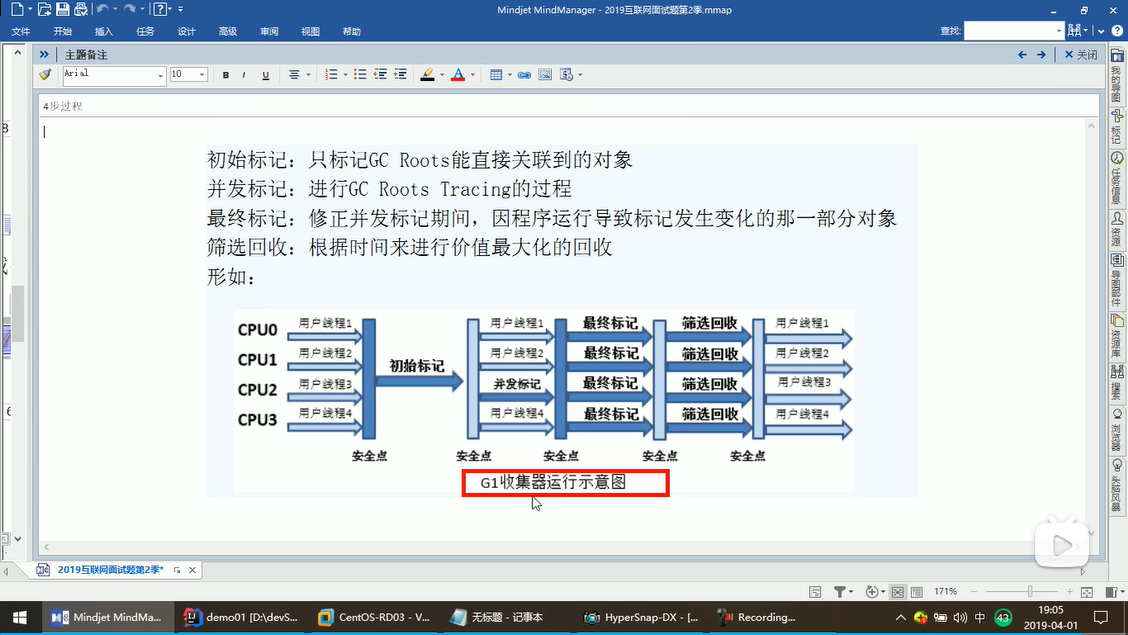 Mindjet MindManager - 2019互联网面试题第2季.mmap
文件 开始 插入 任务 设计 高级 审阅 视图 帮助 查找:
主题备注 关闭
Arial 10 B I U
4步过程
初始标记：只标记GC Roots能直接关联到的对象
并发标记：进行GC Roots Tracing的过程
最终标记：修正并发标记期间，因程序运行导致标记发生变化的那一部分对象
筛选回收：根据时间来进行价值最大化的回收
形如：
CPU0 用户线程1 用户线程1 最终标记 筛选回收 用户线程1
CPU1 用户线程2 初始标记 用户线程2 最终标记 筛选回收 用户线程2
CPU2 用户线程3 并发标记 最终标记 筛选回收 用户线程3
CPU3 用户线程4 用户线程4 最终标记 筛选回收 用户线程4
安全点 安全点 安全点 安全点 安全点
G1收集器运行示意图
我的导图
标记
任务信息
资源
导图部件
资源库
搜索
浏览器
头脑风暴
2019互联网面试题第2季*
171%
Mindjet MindMa... demo01 [D:\devS... CentOS-RD03 - V... 无标题 - 记事本 HyperSnap-DX - [... Recording... 中 43 19:05
2019-04-01